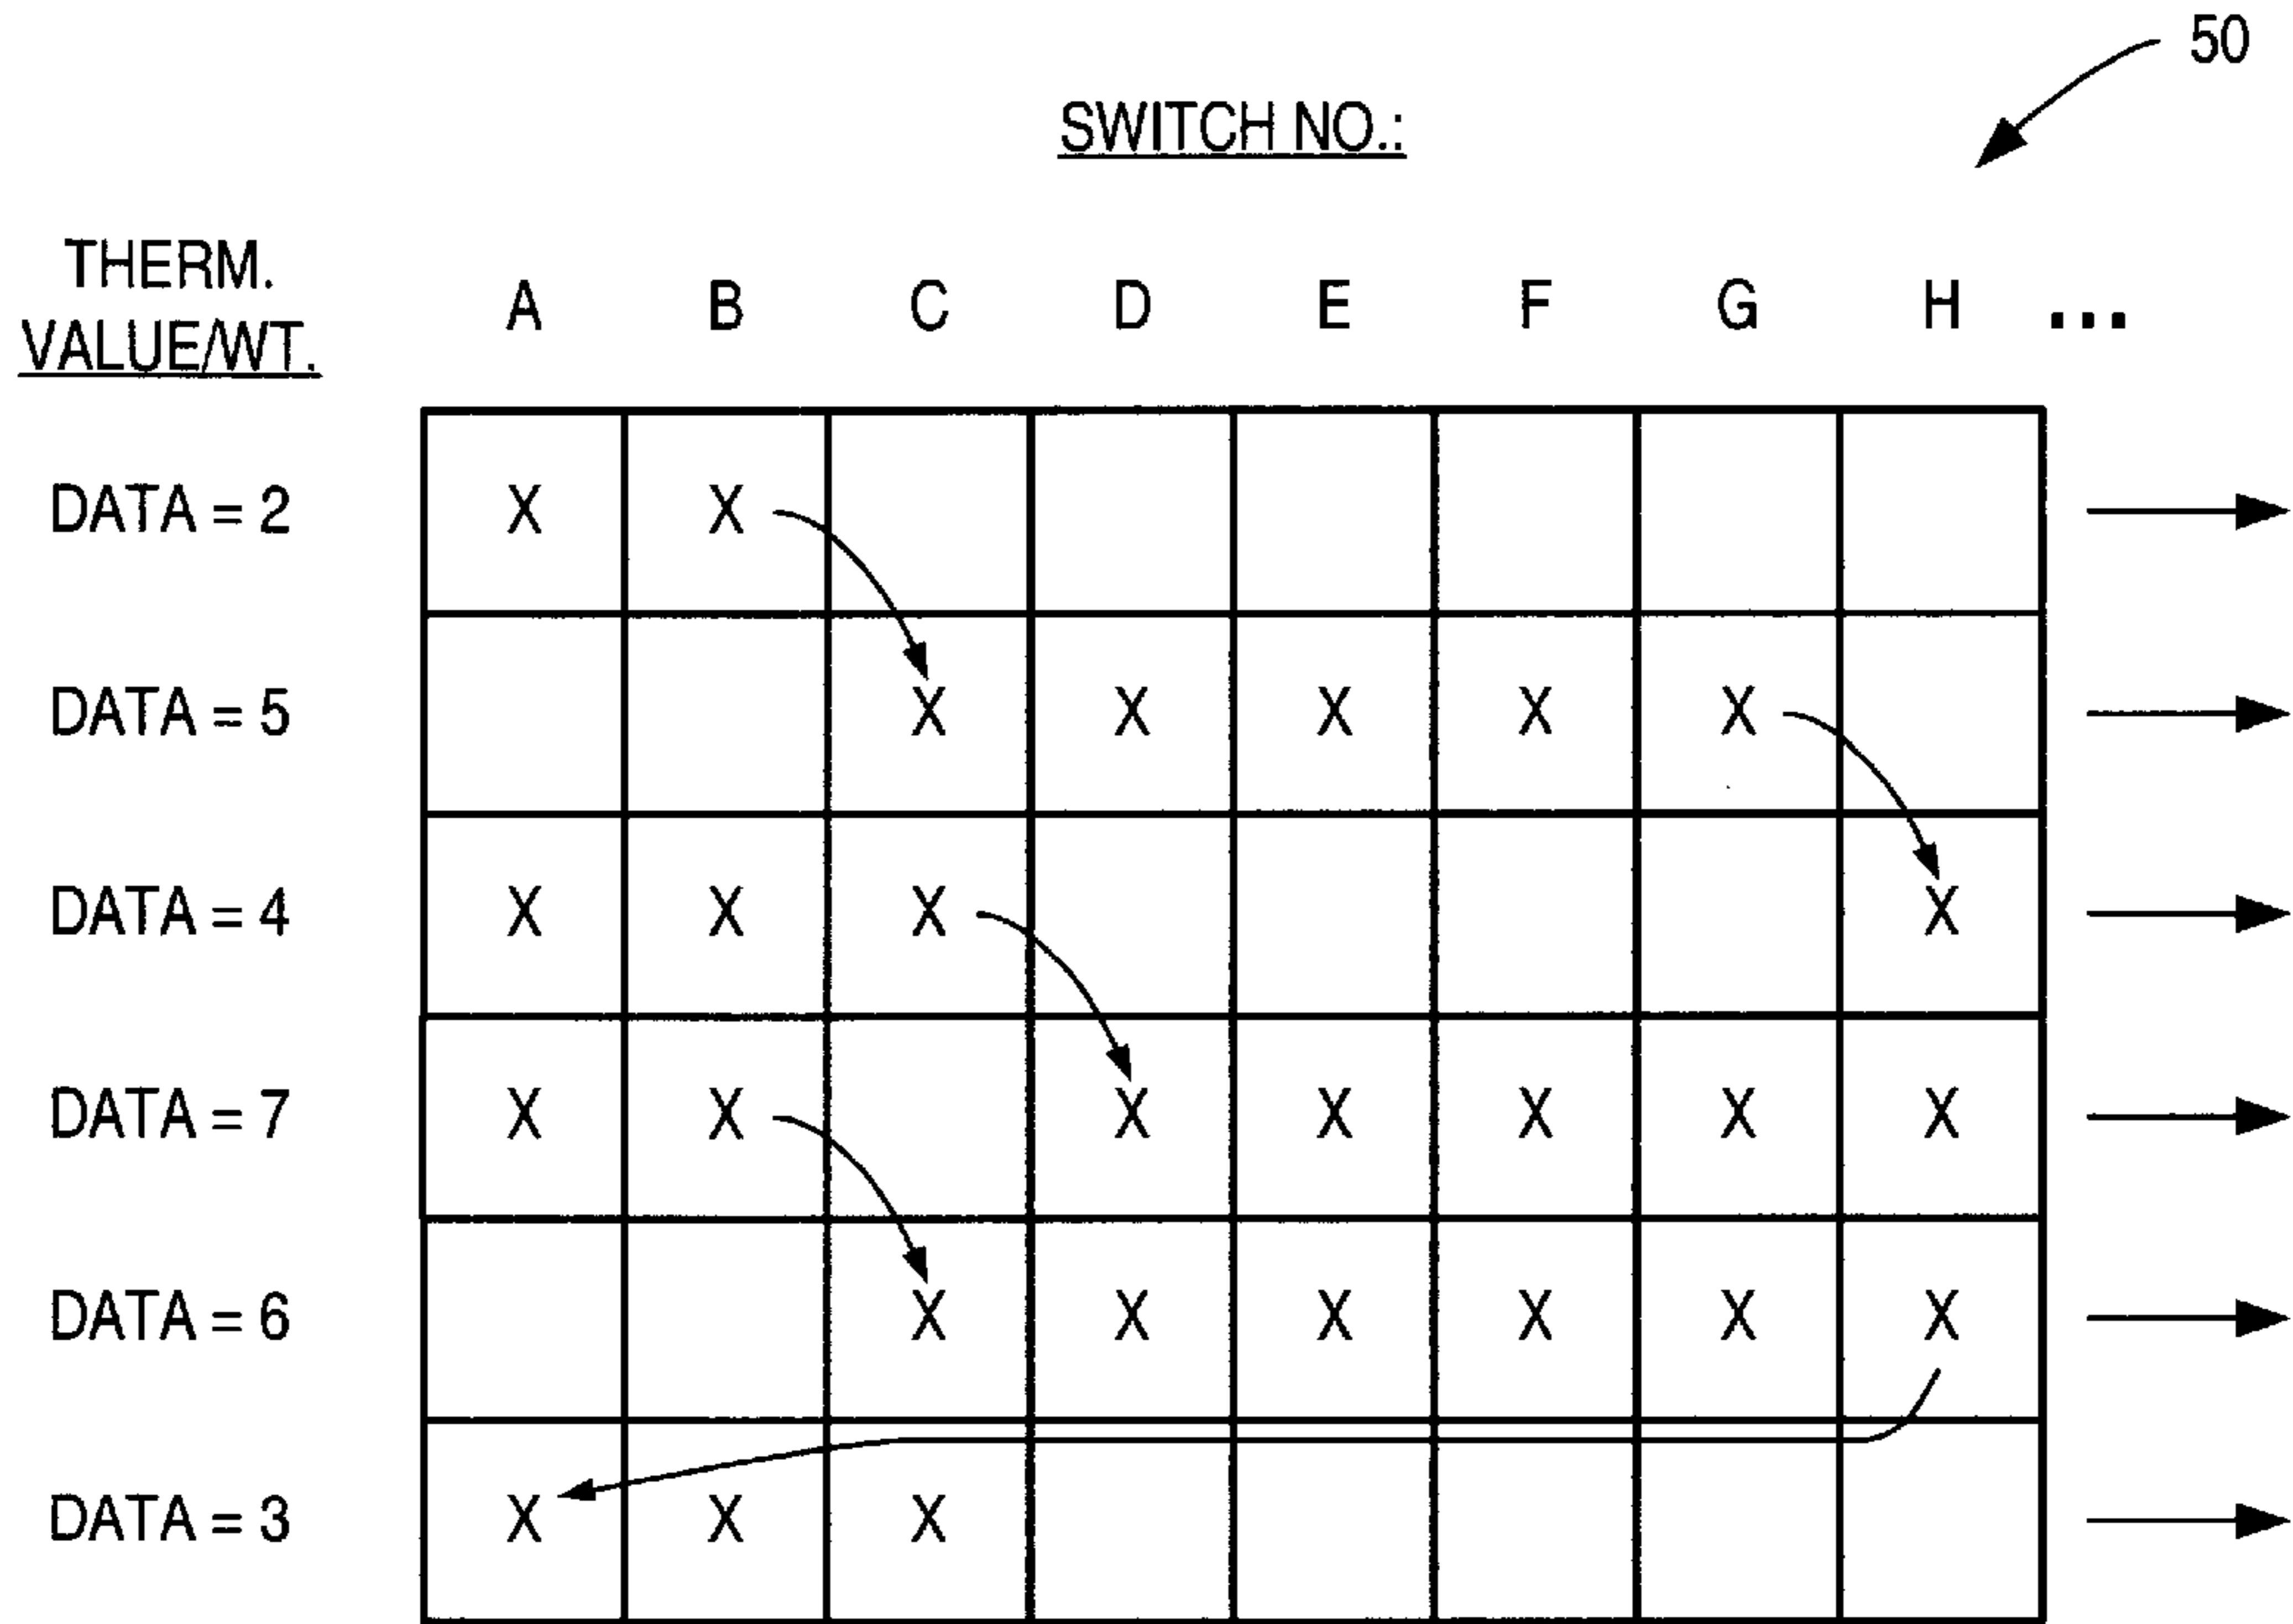 50
SWITCH NO.:
THERM.
VALUE/WT.
A B C D E F G H ...
DATA = 2 X X
DATA = 5 X X X X X
DATA = 4 X X X X
DATA = 7 X X X X X X X
DATA = 6 X X X X X X
DATA = 3 X X X